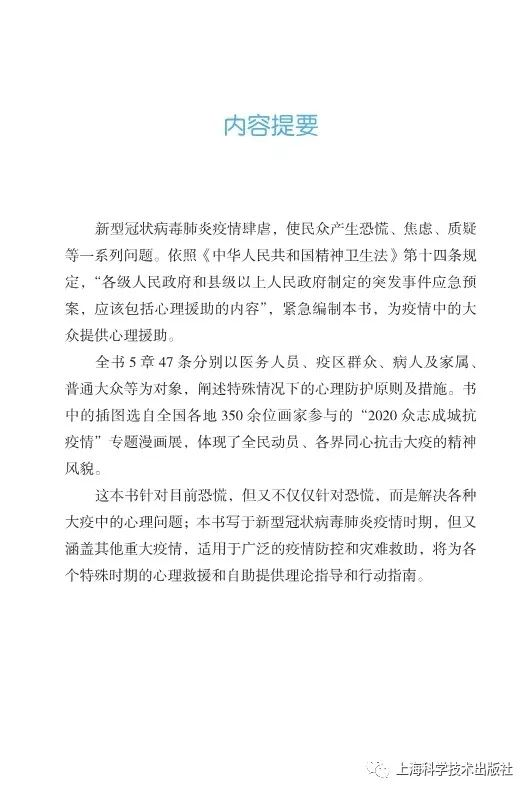 内容提要
新型冠状病毒肺炎疫情肆虐，使民众产生恐慌、焦虑、质疑
等一系列问题。依照《中华人民共和国精神卫生法》第十四条规
定，“各级人民政府和县级以上人民政府制定的突发事件应急预
案，应该包括心理援助的内容”，紧急编制本书，为疫情中的大
众提供心理援助。
全书 5 章 47 条分别以医务人员、疫区群众、病人及家属、
普通大众等为对象，阐述特殊情况下的心理防护原则及措施。书
中的插图选自全国各地 350 余位画家参与的“2020 众志成城抗
疫情”专题漫画展，体现了全民动员、各界同心抗击大疫的精神
风貌。
这本书针对目前恐慌，但又不仅仅针对恐慌，而是解决各种
大疫中的心理问题；本书写于新型冠状病毒肺炎疫情时期，但又
涵盖其他重大疫情，适用于广泛的疫情防控和灾难救助，将为各
个特殊时期的心理救援和自助提供理论指导和行动指南。
上海科学技术出版社